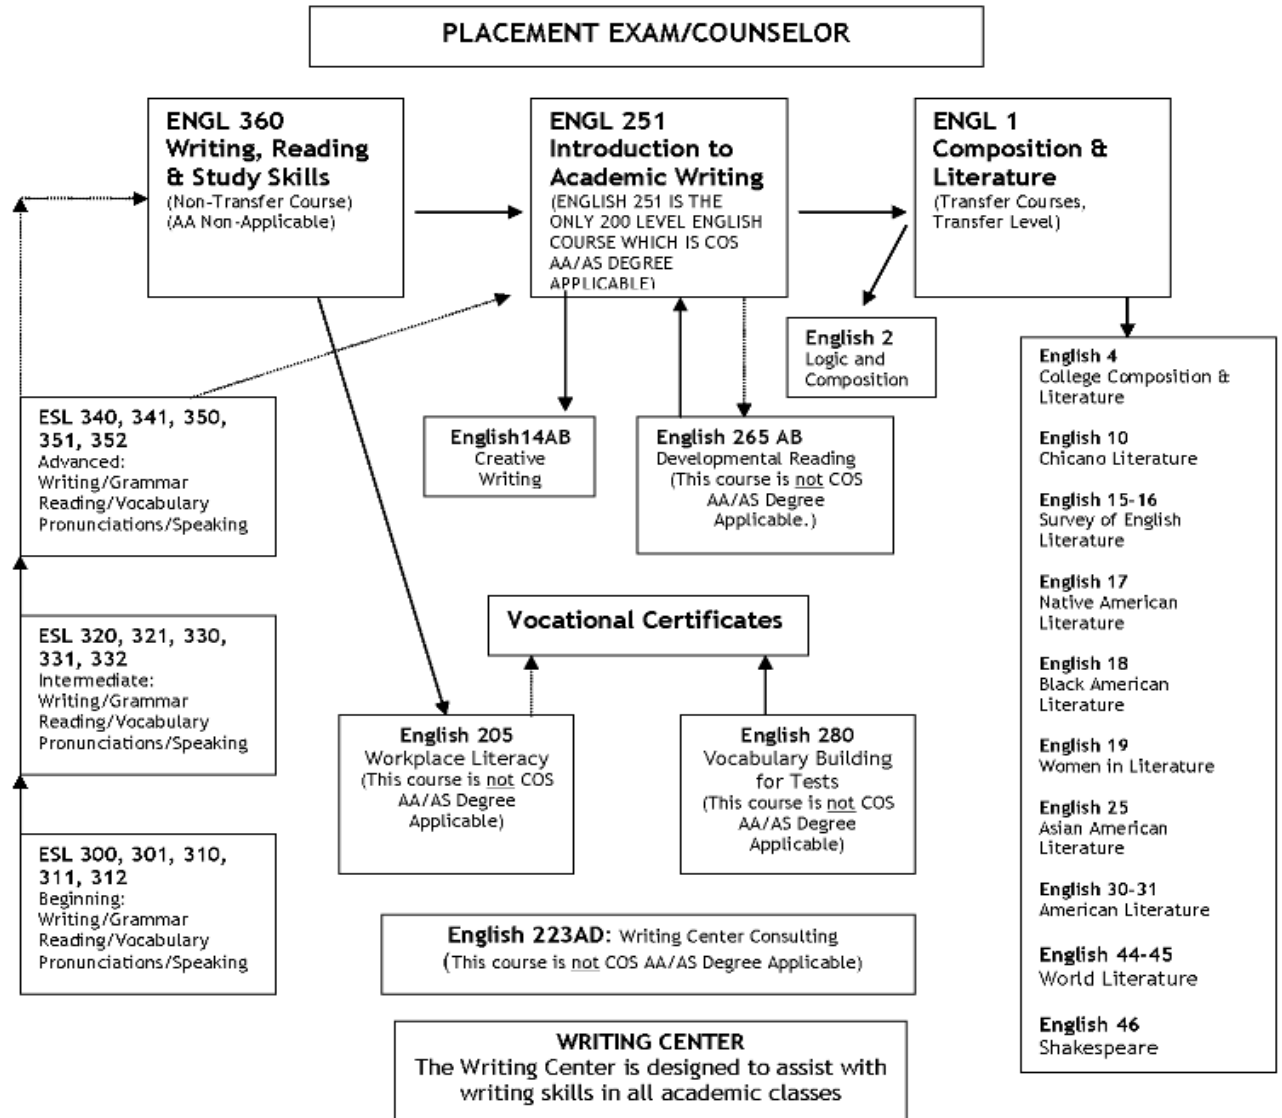 PLACEMENT EXAM/COUNSELOR
ENGL 360
Writing, Reading
& Study Skills
(Non-Transfer Course)
(AA Non-Applicable)
ENGL 251
Introduction to
Academic Writing
(ENGLISH 251 IS THE
ONLY 200 LEVEL ENGLISH
COURSE WHICH IS COS
AA/AS DEGREE
APPLICABLE)
ENGL 1
Composition &
Literature
(Transfer Courses,
Transfer Level)
English 2
Logic and
Composition
English 4
College Composition &
Literature
English 10
Chicano Literature
English 15-16
Survey of English
Literature
English 17
Native American
Literature
English 18
Black American
Literature
English 19
Women in Literature
English 25
Asian American
Literature
English 30-31
American Literature
English 44-45
World Literature
English 46
Shakespeare
ESL 340, 341, 350,
351, 352
Advanced:
Writing/Grammar
Reading/Vocabulary
Pronunciations/Speaking
English14AB
Creative
Writing
English 265 AB
Developmental Reading
(This course is not COS
AA/AS Degree
Applicable.)
ESL 320, 321, 330,
331, 332
Intermediate:
Writing/Grammar
Reading/Vocabulary
Pronunciations/Speaking
Vocational Certificates
English 205
Workplace Literacy
(This course is not COS
AA/AS Degree
Applicable)
English 280
Vocabulary Building
for Tests
(This course is not COS
AA/AS Degree
Applicable)
ESL 300, 301, 310,
311, 312
Beginning:
Writing/Grammar
Reading/Vocabulary
Pronunciations/Speaking
English 223AD: Writing Center Consulting
(This course is not COS AA/AS Degree Applicable)
WRITING CENTER
The Writing Center is designed to assist with
writing skills in all academic classes